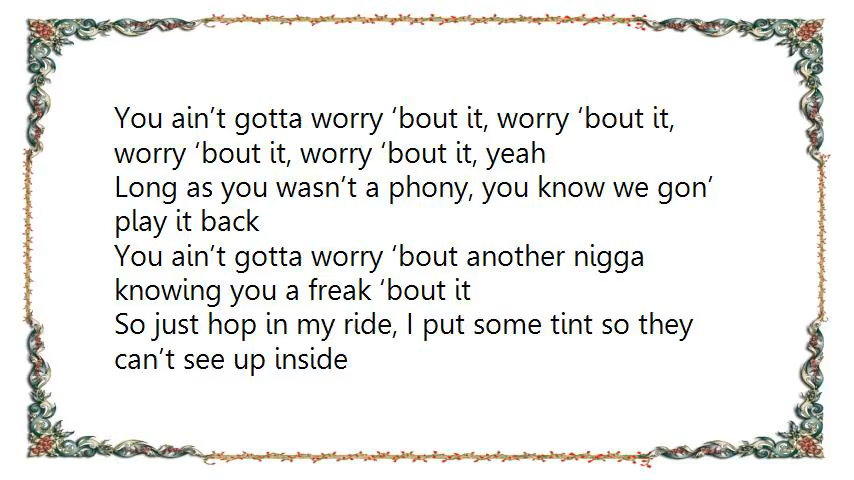 You ain’t gotta worry ‘bout it, worry ‘bout it,
worry ‘bout it, worry ‘bout it, yeah
Long as you wasn’t a phony, you know we gon’
play it back
You ain’t gotta worry ‘bout another nigga
knowing you a freak ‘bout it
So just hop in my ride, I put some tint so they
can’t see up inside